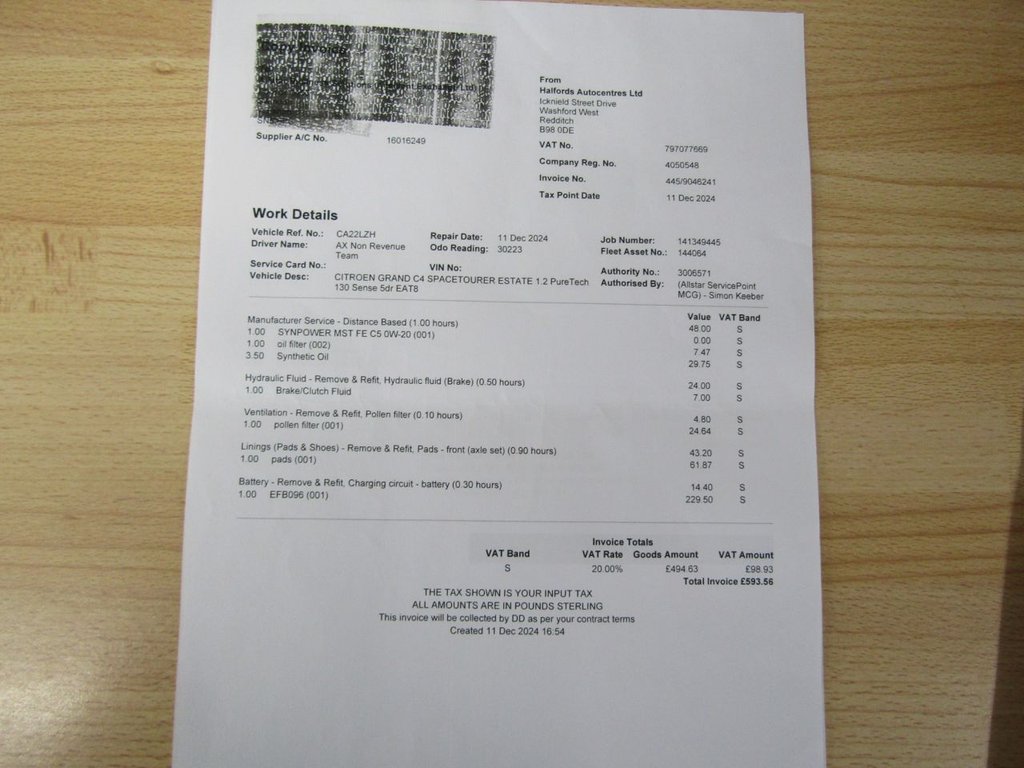 Copy Invoice
Supplier A/C No. 16016249
From
Halfords Autocentres Ltd
Icknield Street Drive
Washford West
Redditch
B98 0DE
VAT No. 797077669
Company Reg. No. 4050548
Invoice No. 445/9046241
Tax Point Date 11 Dec 2024
Work Details
Vehicle Ref. No.: CA22LZH Repair Date: 11 Dec 2024 Job Number: 141349445
Driver Name: AX Non Revenue Team Odo Reading: 30223 Fleet Asset No.: 144064
Service Card No.: VIN No: Authority No.: 3006571
Vehicle Desc: CITROEN GRAND C4 SPACETOURER ESTATE 1.2 PureTech Authorised By: (Allstar ServicePoint
130 Sense 5dr EAT8 MCG) - Simon Keeber
Value VAT Band
Manufacturer Service - Distance Based (1.00 hours) 48.00 S
1.00 SYNPOWER MST FE C5 0W-20 (001) 0.00 S
1.00 oil filter (002) 7.47 S
3.50 Synthetic Oil 29.75 S
Hydraulic Fluid - Remove & Refit, Hydraulic fluid (Brake) (0.50 hours) 24.00 S
1.00 Brake/Clutch Fluid 7.00 S
Ventilation - Remove & Refit, Pollen filter (0.10 hours) 4.80 S
1.00 pollen filter (001) 24.64 S
Linings (Pads & Shoes) - Remove & Refit, Pads - front (axle set) (0.90 hours) 43.20 S
1.00 pads (001) 61.87 S
Battery - Remove & Refit, Charging circuit - battery (0.30 hours) 14.40 S
1.00 EFB096 (001) 229.50 S
Invoice Totals
VAT Band VAT Rate Goods Amount VAT Amount
S 20.00% £494.63 £98.93
Total Invoice £593.56
THE TAX SHOWN IS YOUR INPUT TAX
ALL AMOUNTS ARE IN POUNDS STERLING
This invoice will be collected by DD as per your contract terms
Created 11 Dec 2024 16:54